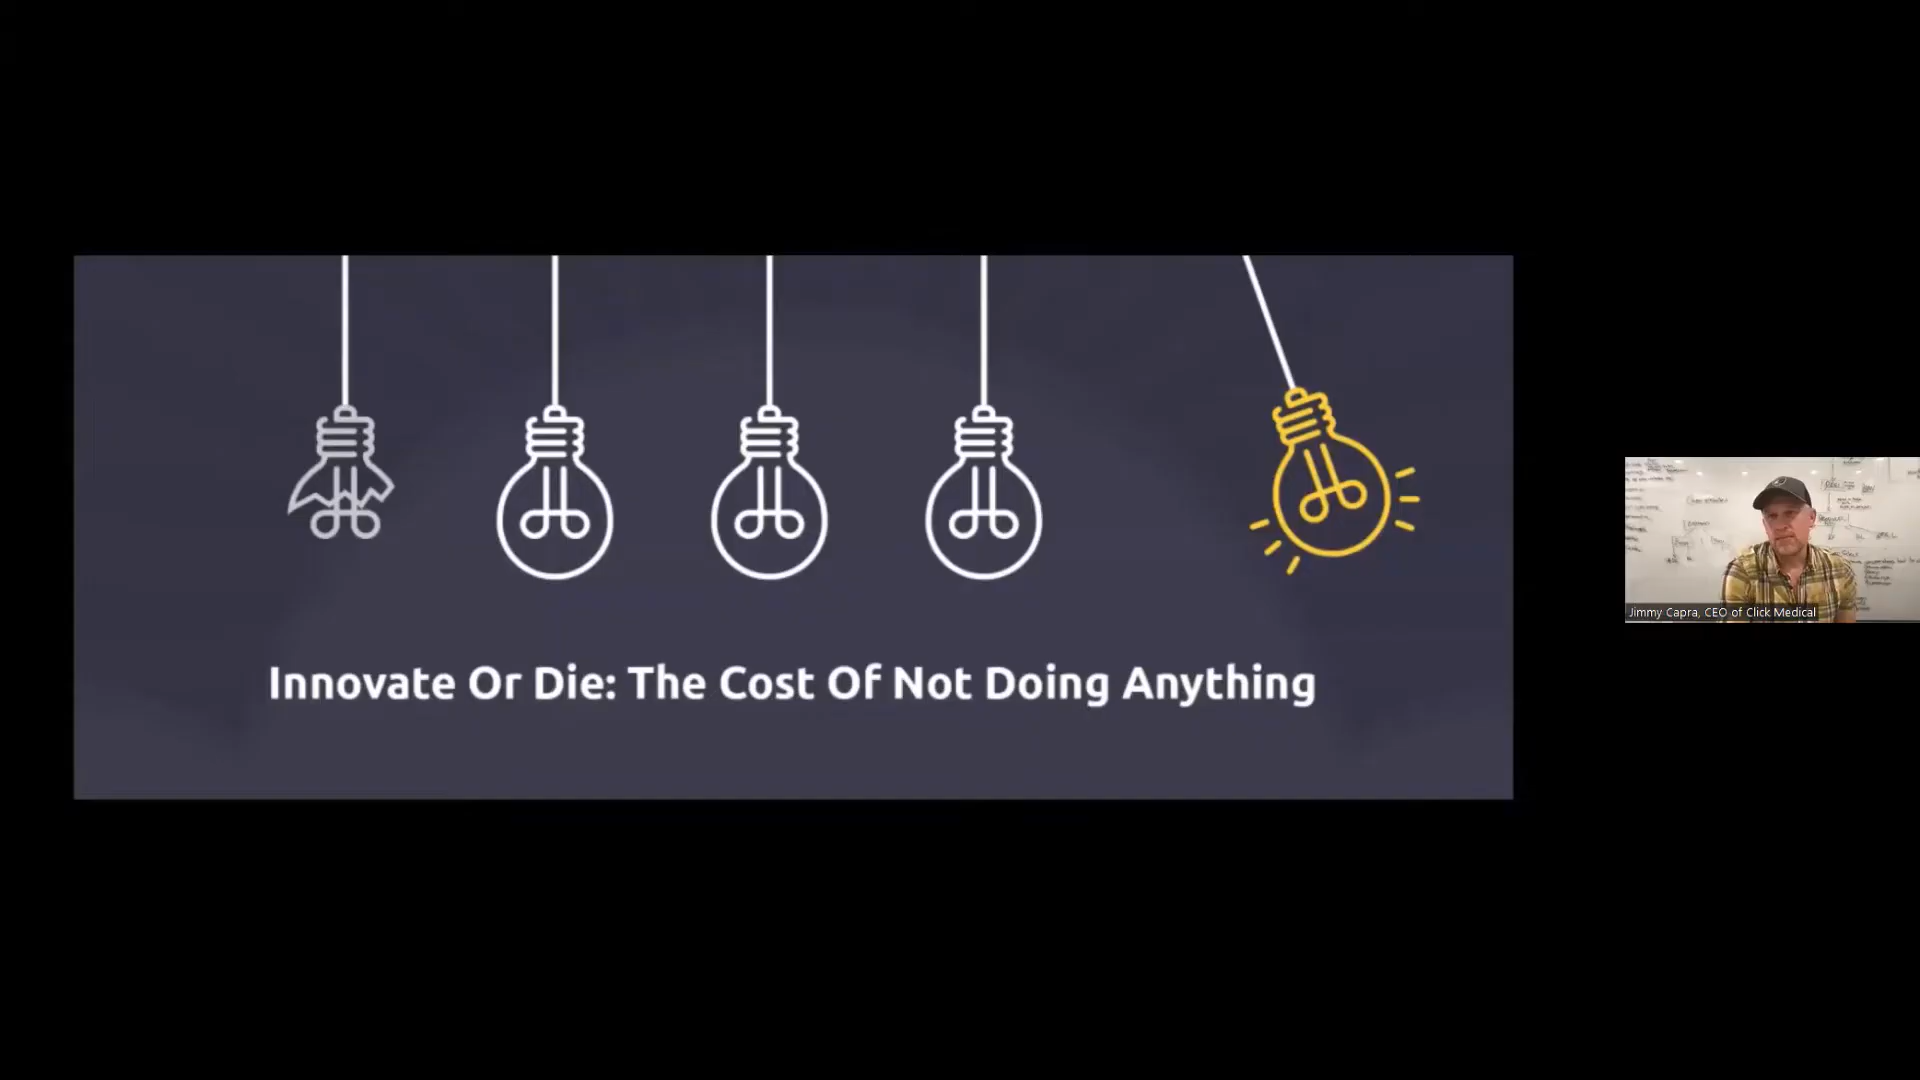 Innovate Or Die: The Cost Of Not Doing Anything
Jimmy Capra, CEO of Click Medical